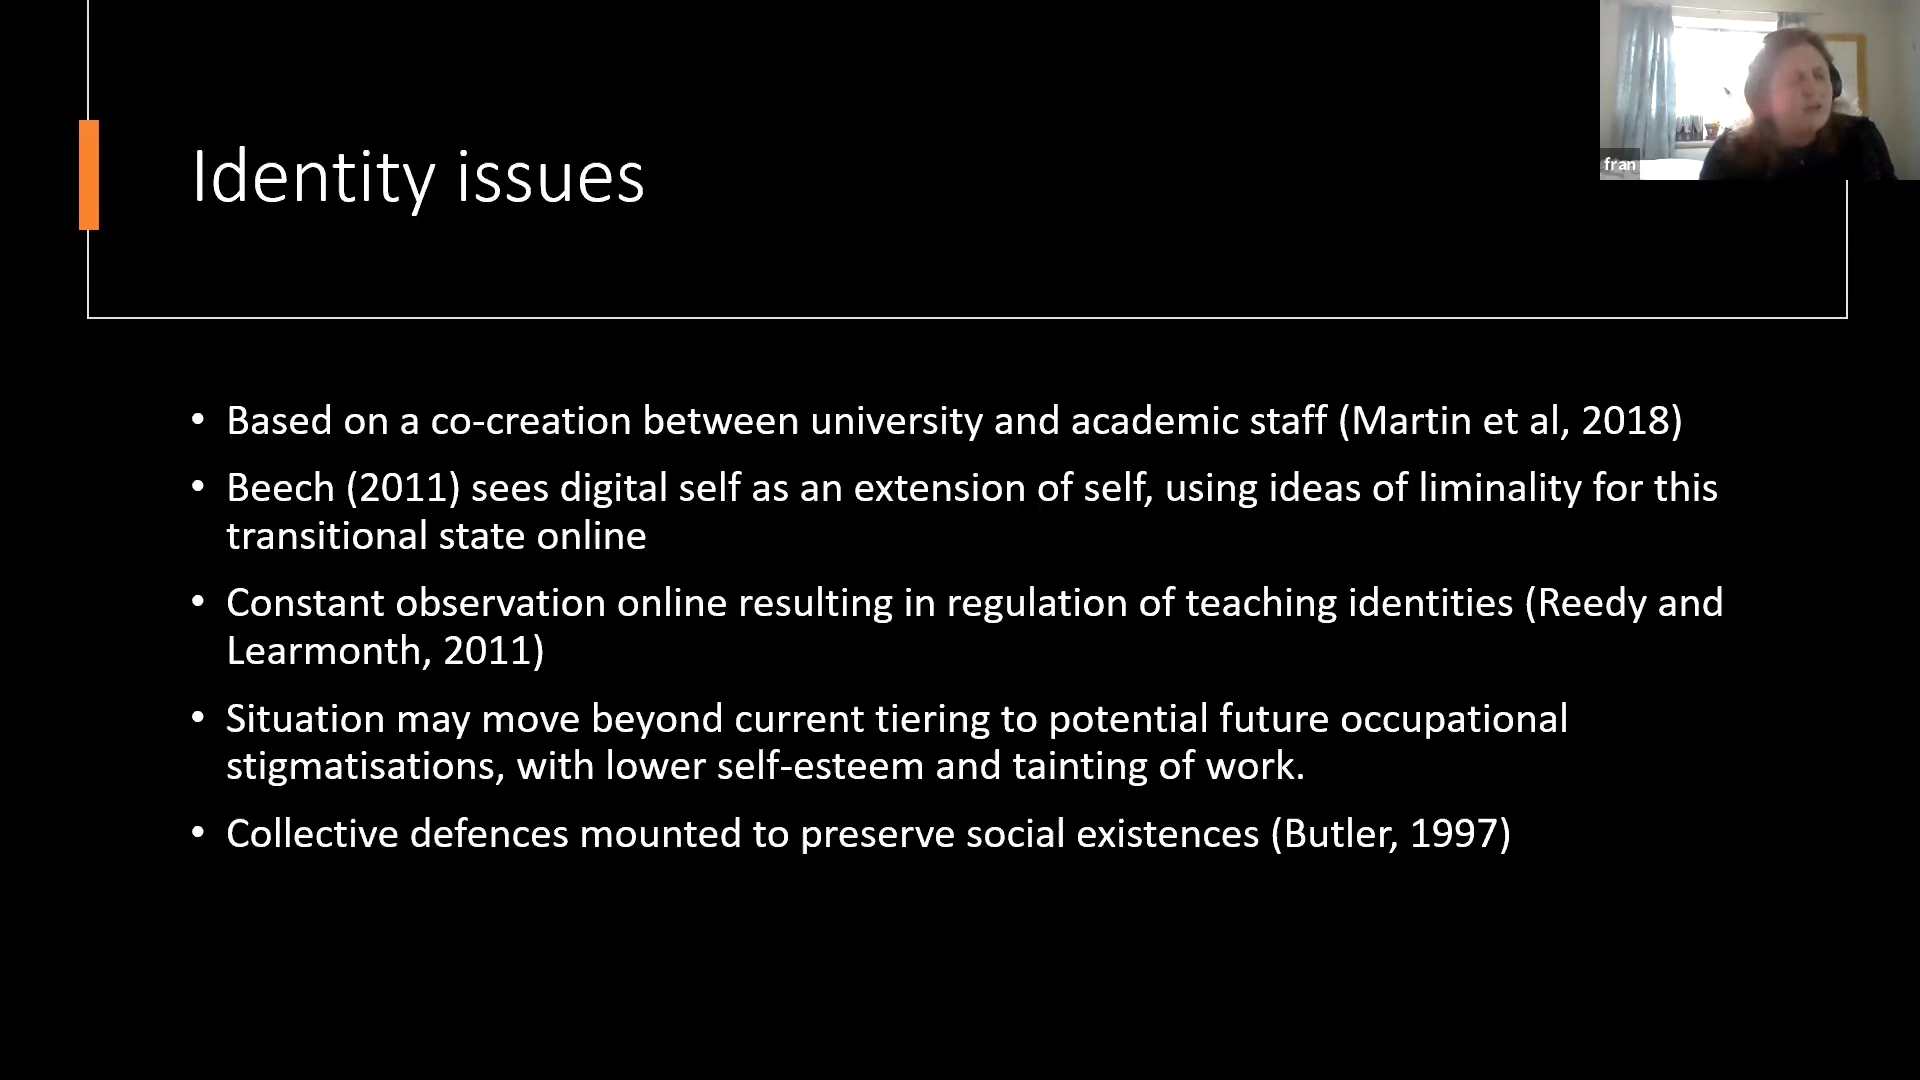 Identity issues
fran
• Based on a co-creation between university and academic staff (Martin et al, 2018)
• Beech (2011) sees digital self as an extension of self, using ideas of liminality for this
transitional state online
• Constant observation online resulting in regulation of teaching identities (Reedy and
Learmonth, 2011)
• Situation may move beyond current tiering to potential future occupational
stigmatisations, with lower self-esteem and tainting of work.
• Collective defences mounted to preserve social existences (Butler, 1997)